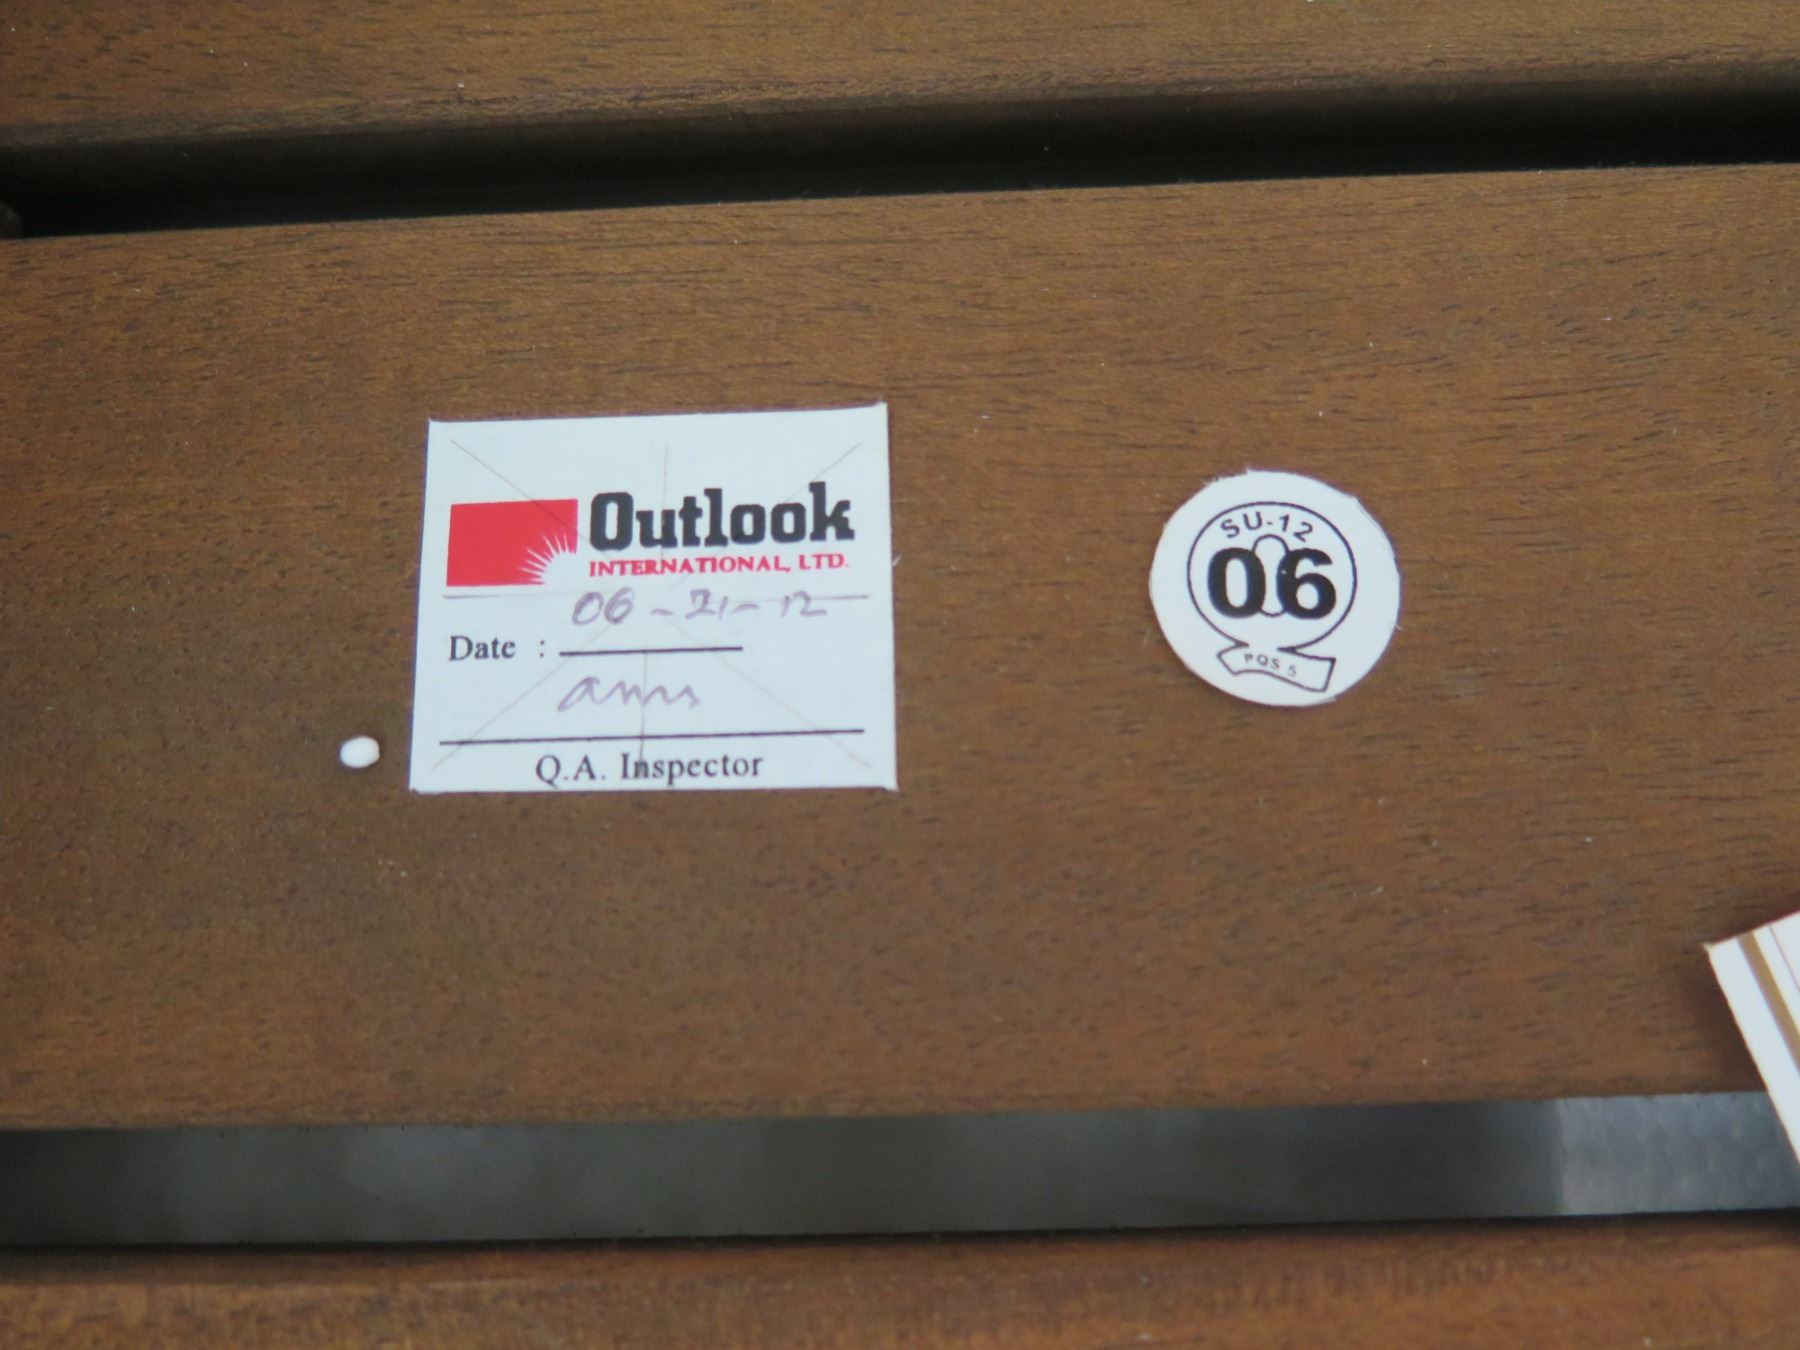 Outlook
INTERNATIONAL, LTD.
06-21-12
Date :
Q.A. Inspector
SU-12
06
PQS 5